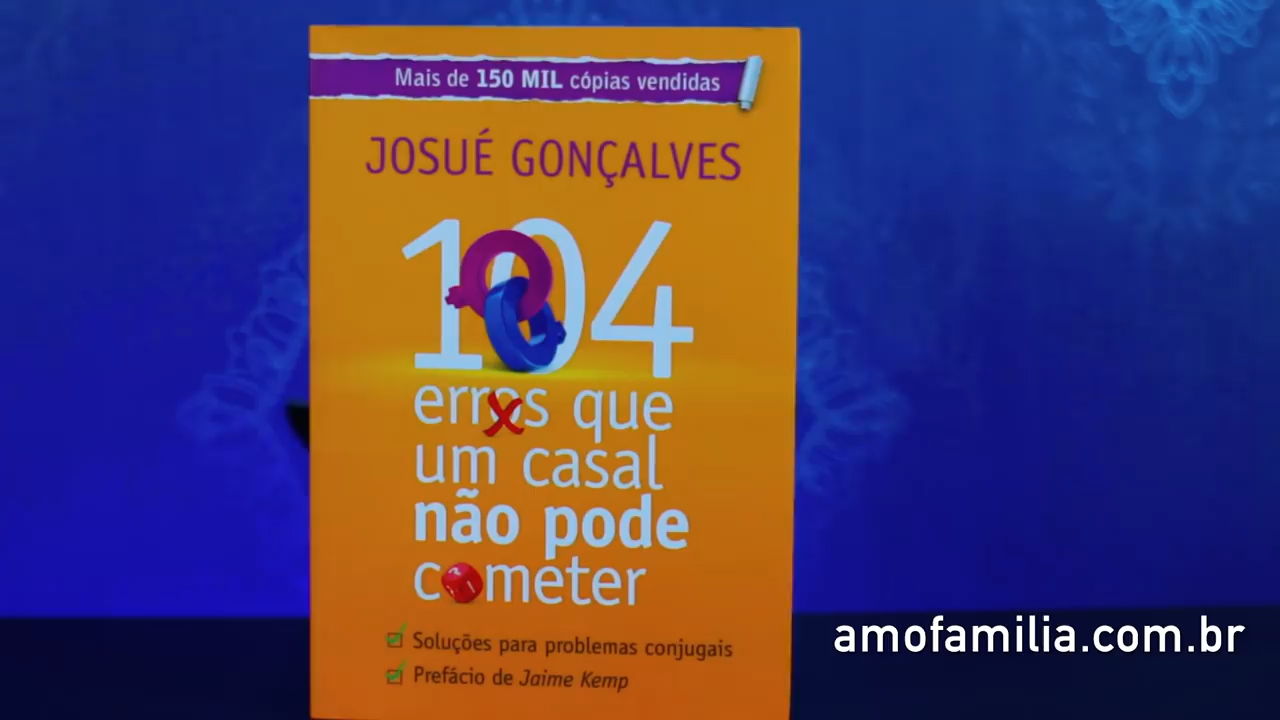 Mais de 150 MIL cópias vendidas
JOSUÉ GONÇALVES
104
erros que
um casal
não pode
cometer
Soluções para problemas conjugais
Prefácio de Jaime Kemp
amofamilia.com.br